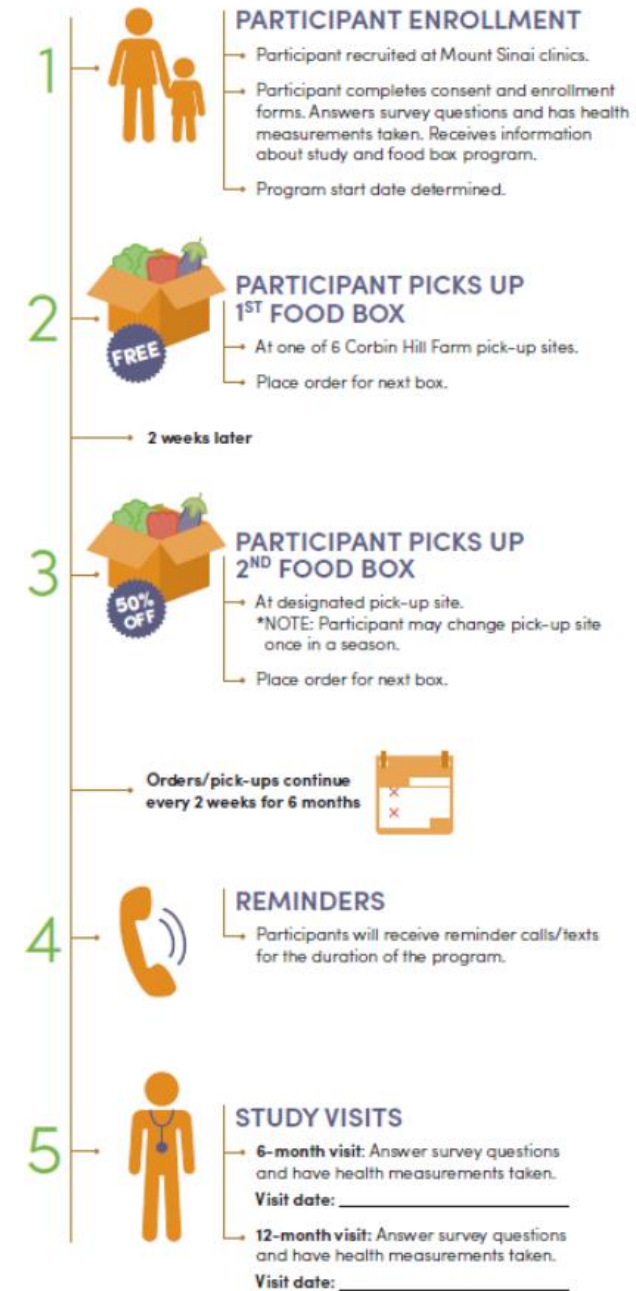 1
PARTICIPANT ENROLLMENT
Participant recruited at Mount Sinai clinics.
Participant completes consent and enrollment
forms. Answers survey questions and has health
measurements taken. Receives information
about study and food box program.
Program start date determined.
2
FREE
PARTICIPANT PICKS UP
1ST FOOD BOX
At one of 6 Corbin Hill Farm pick-up sites.
Place order for next box.
2 weeks later
3
50%
OFF
PARTICIPANT PICKS UP
2ND FOOD BOX
At designated pick-up site.
*NOTE: Participant may change pick-up site
once in a season.
Place order for next box.
Orders/pick-ups continue
every 2 weeks for 6 months
4
REMINDERS
Participants will receive reminder calls/texts
for the duration of the program.
5
STUDY VISITS
6-month visit: Answer survey questions
and have health measurements taken.
Visit date:
12-month visit: Answer survey questions
and have health measurements taken.
Visit date: